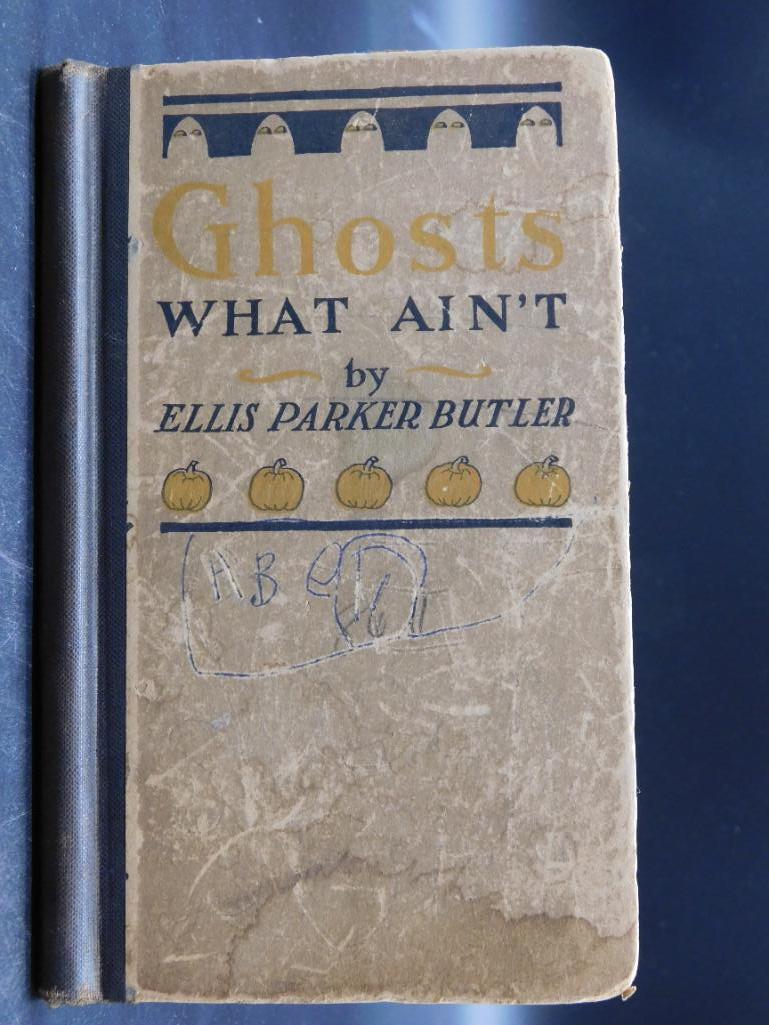 Ghosts
WHAT AIN'T
by
ELLIS PARKER BUTLER
AB